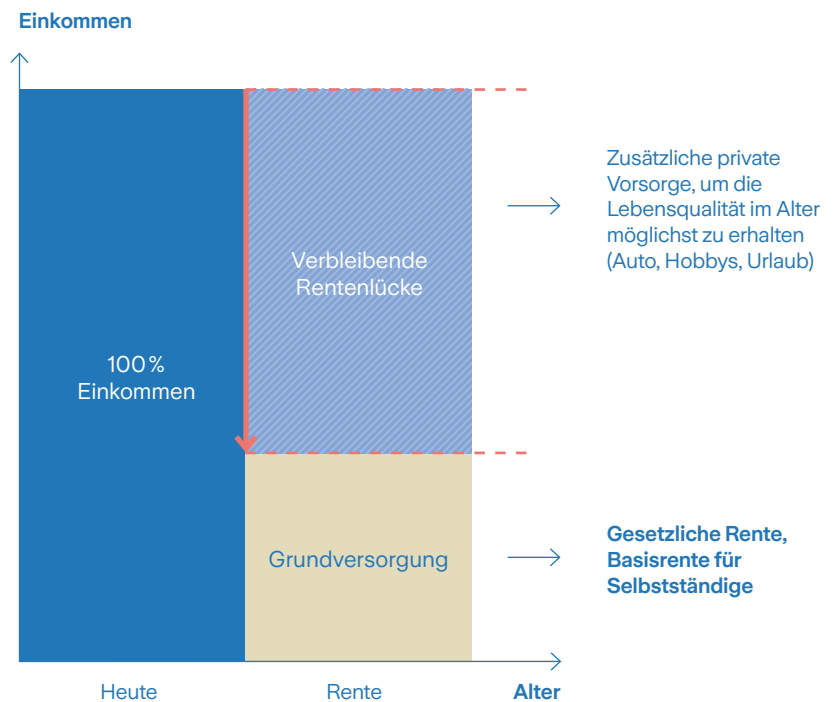 Einkommen
Zusätzliche private
Vorsorge, um die
Lebensqualität im Alter
möglichst zu erhalten
(Auto, Hobbys, Urlaub)
Verbleibende
Rentenlücke
100 %
Einkommen
Grundversorgung
Gesetzliche Rente,
Basisrente für
Selbstständige
Heute
Rente
Alter